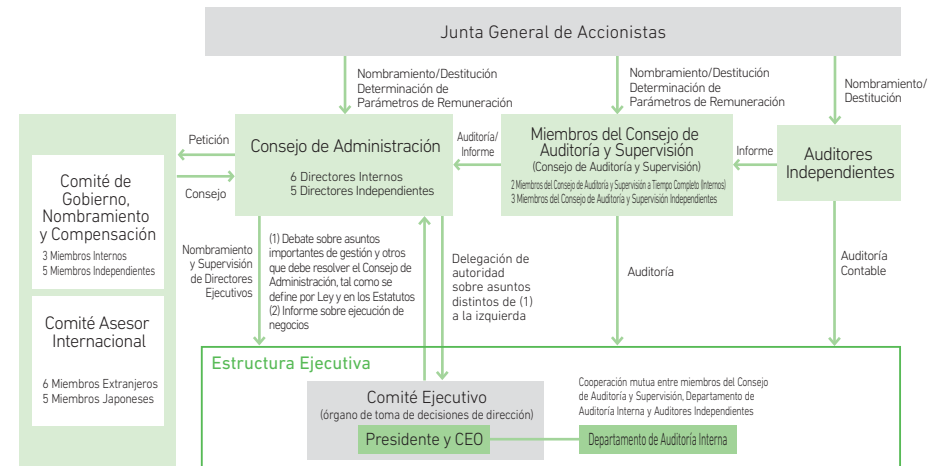 Junta General de Accionistas
Nombramiento/Destitución
Determinación de
Parámetros de Remuneración
Nombramiento/Destitución
Determinación de
Parámetros de Remuneración
Nombramiento/
Destitución
Petición
Consejo
Consejo de Administración
6 Directores Internos
5 Directores Independientes
Auditoría/
Informe
Miembros del Consejo de
Auditoría y Supervisión
(Consejo de Auditoría y Supervisión)
2 Miembros del Consejo de Auditoría y Supervisión a Tiempo Completo (Internos)
3 Miembros del Consejo de Auditoría y Supervisión Independientes
Informe
Auditores
Independientes
Comité de
Gobierno,
Nombramiento
y Compensación
3 Miembros Internos
5 Miembros Independientes
Comité Asesor
Internacional
6 Miembros Extranjeros
5 Miembros Japoneses
Nombramiento
y Supervisión
de Directores
Ejecutivos
(1) Debate sobre asuntos
importantes de gestión y otros
que debe resolver el Consejo de
Administración, tal como se
define por Ley y en los Estatutos
(2) Informe sobre ejecución de
negocios
Delegación de
autoridad
sobre asuntos
distintos de (1)
a la izquierda
Auditoría
Auditoría
Contable
Estructura Ejecutiva
Comité Ejecutivo
(órgano de toma de decisiones de dirección)
Presidente y CEO
Cooperación mutua entre miembros del Consejo
de Auditoría y Supervisión, Departamento de
Auditoría Interna y Auditores Independientes
Departamento de Auditoría Interna